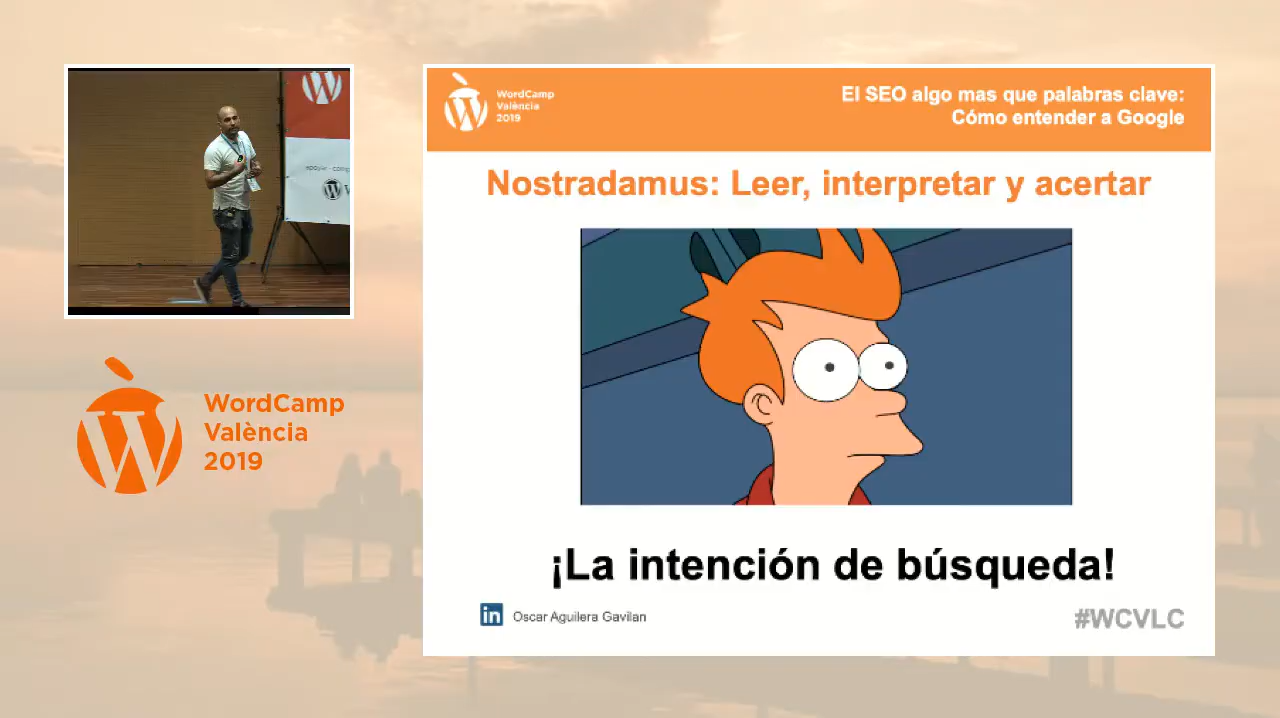 WordCamp
València
2019
El SEO algo mas que palabras clave:
Cómo entender a Google
Nostradamus: Leer, interpretar y acertar
¡La intención de búsqueda!
in Oscar Aguilera Gavilan
#WCVLC
WordCamp
València
2019